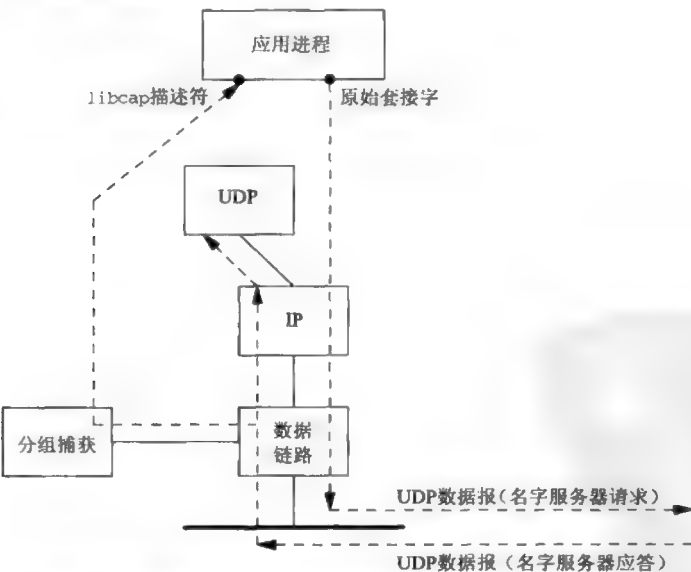 应用进程
libcap描述符
原始套接字
UDP
IP
分组捕获
数据
链路
UDP数据报(名字服务器请求)
UDP数据报（名字服务器应答）